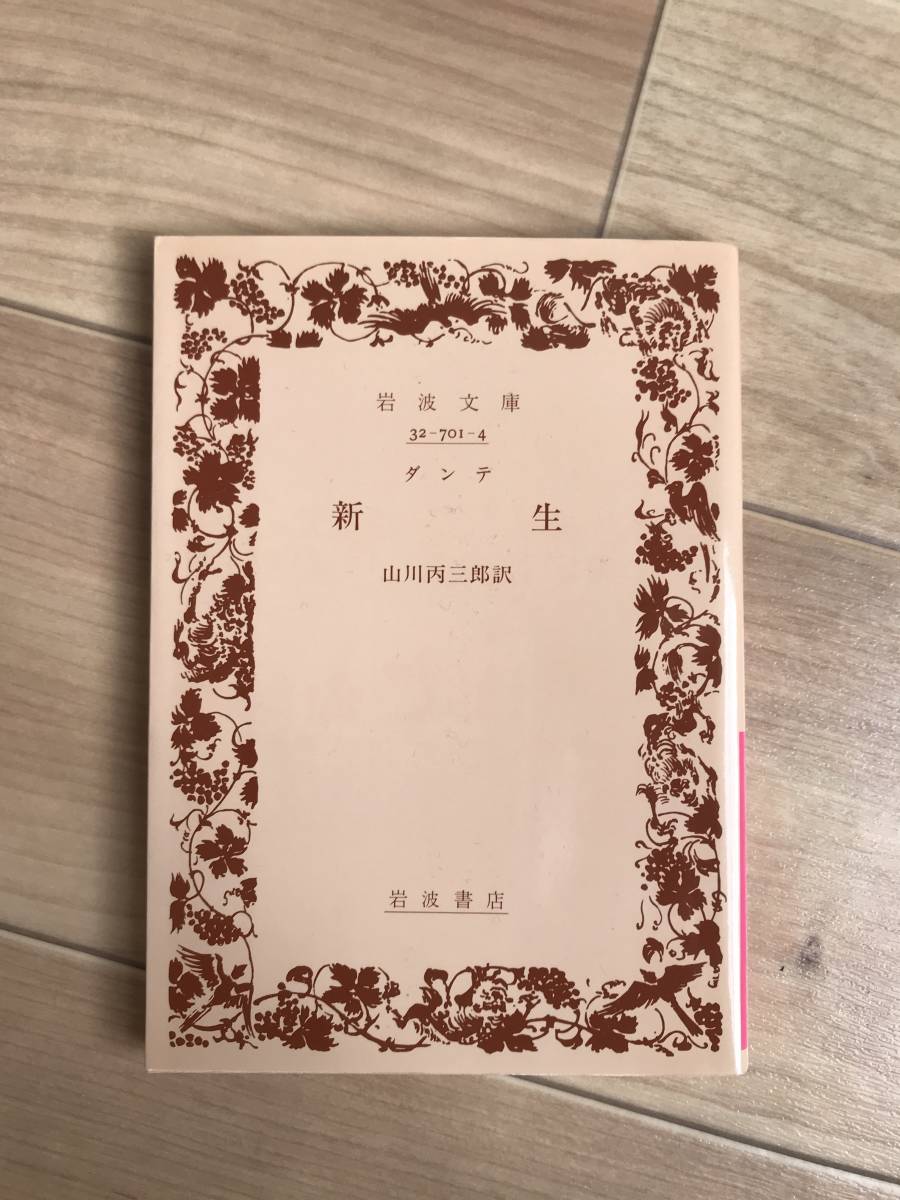 岩波文庫
32-701-4
ダンテ
新生
山川丙三郎訳
岩波書店